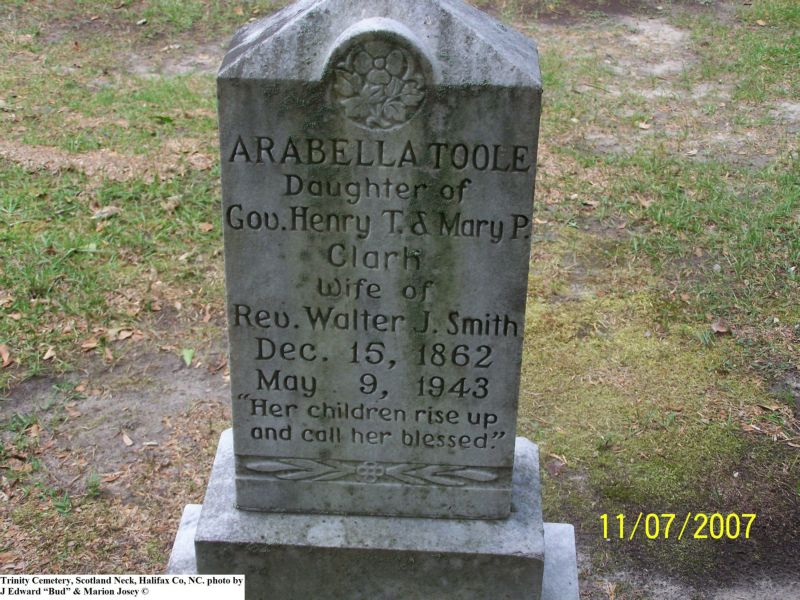 ARABELLA TOOLE
Daughter of
Gov. Henry T. & Mary P.
Clark
Wife of
Rev. Walter J. Smith
Dec. 15, 1862
May 9, 1943
"Her children rise up
and call her blessed."
11/07/2007
Trinity Cemetery, Scotland Neck, Halifax Co, NC. photo by
J Edward “Bud” & Marion Josey ©